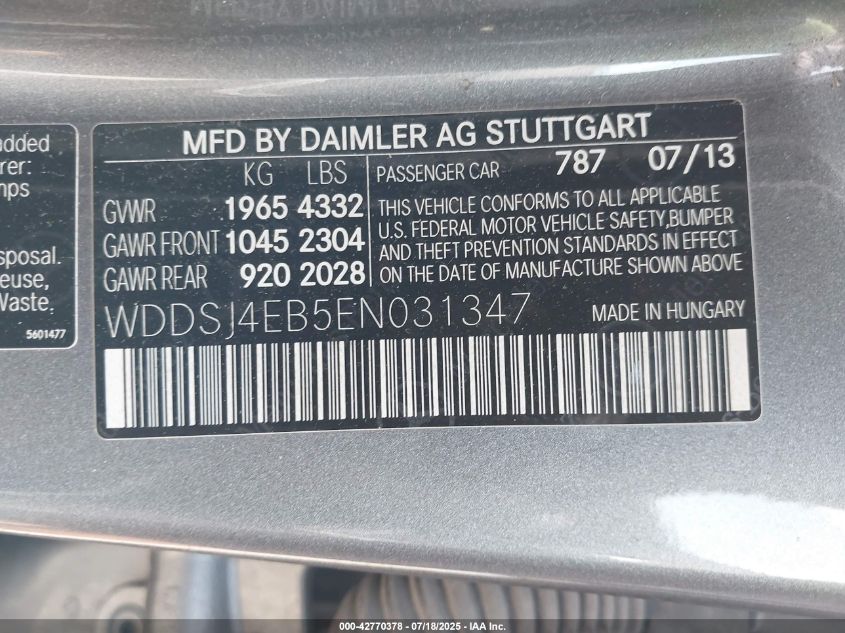 MFD BY DAIMLER AG STUTTGART
KG LBS
GVWR 1965 4332
GAWR FRONT 1045 2304
GAWR REAR 920 2028
PASSENGER CAR 787 07/13
THIS VEHICLE CONFORMS TO ALL APPLICABLE
U.S. FEDERAL MOTOR VEHICLE SAFETY,BUMPER
AND THEFT PREVENTION STANDARDS IN EFFECT
ON THE DATE OF MANUFACTURE SHOWN ABOVE
WDDSJ4EB5EN031347 MADE IN HUNGARY
added
rer:
mps
sposal.
euse,
Waste.
5601477
000-42770378 - 07/18/2025 - © IAA, Inc.